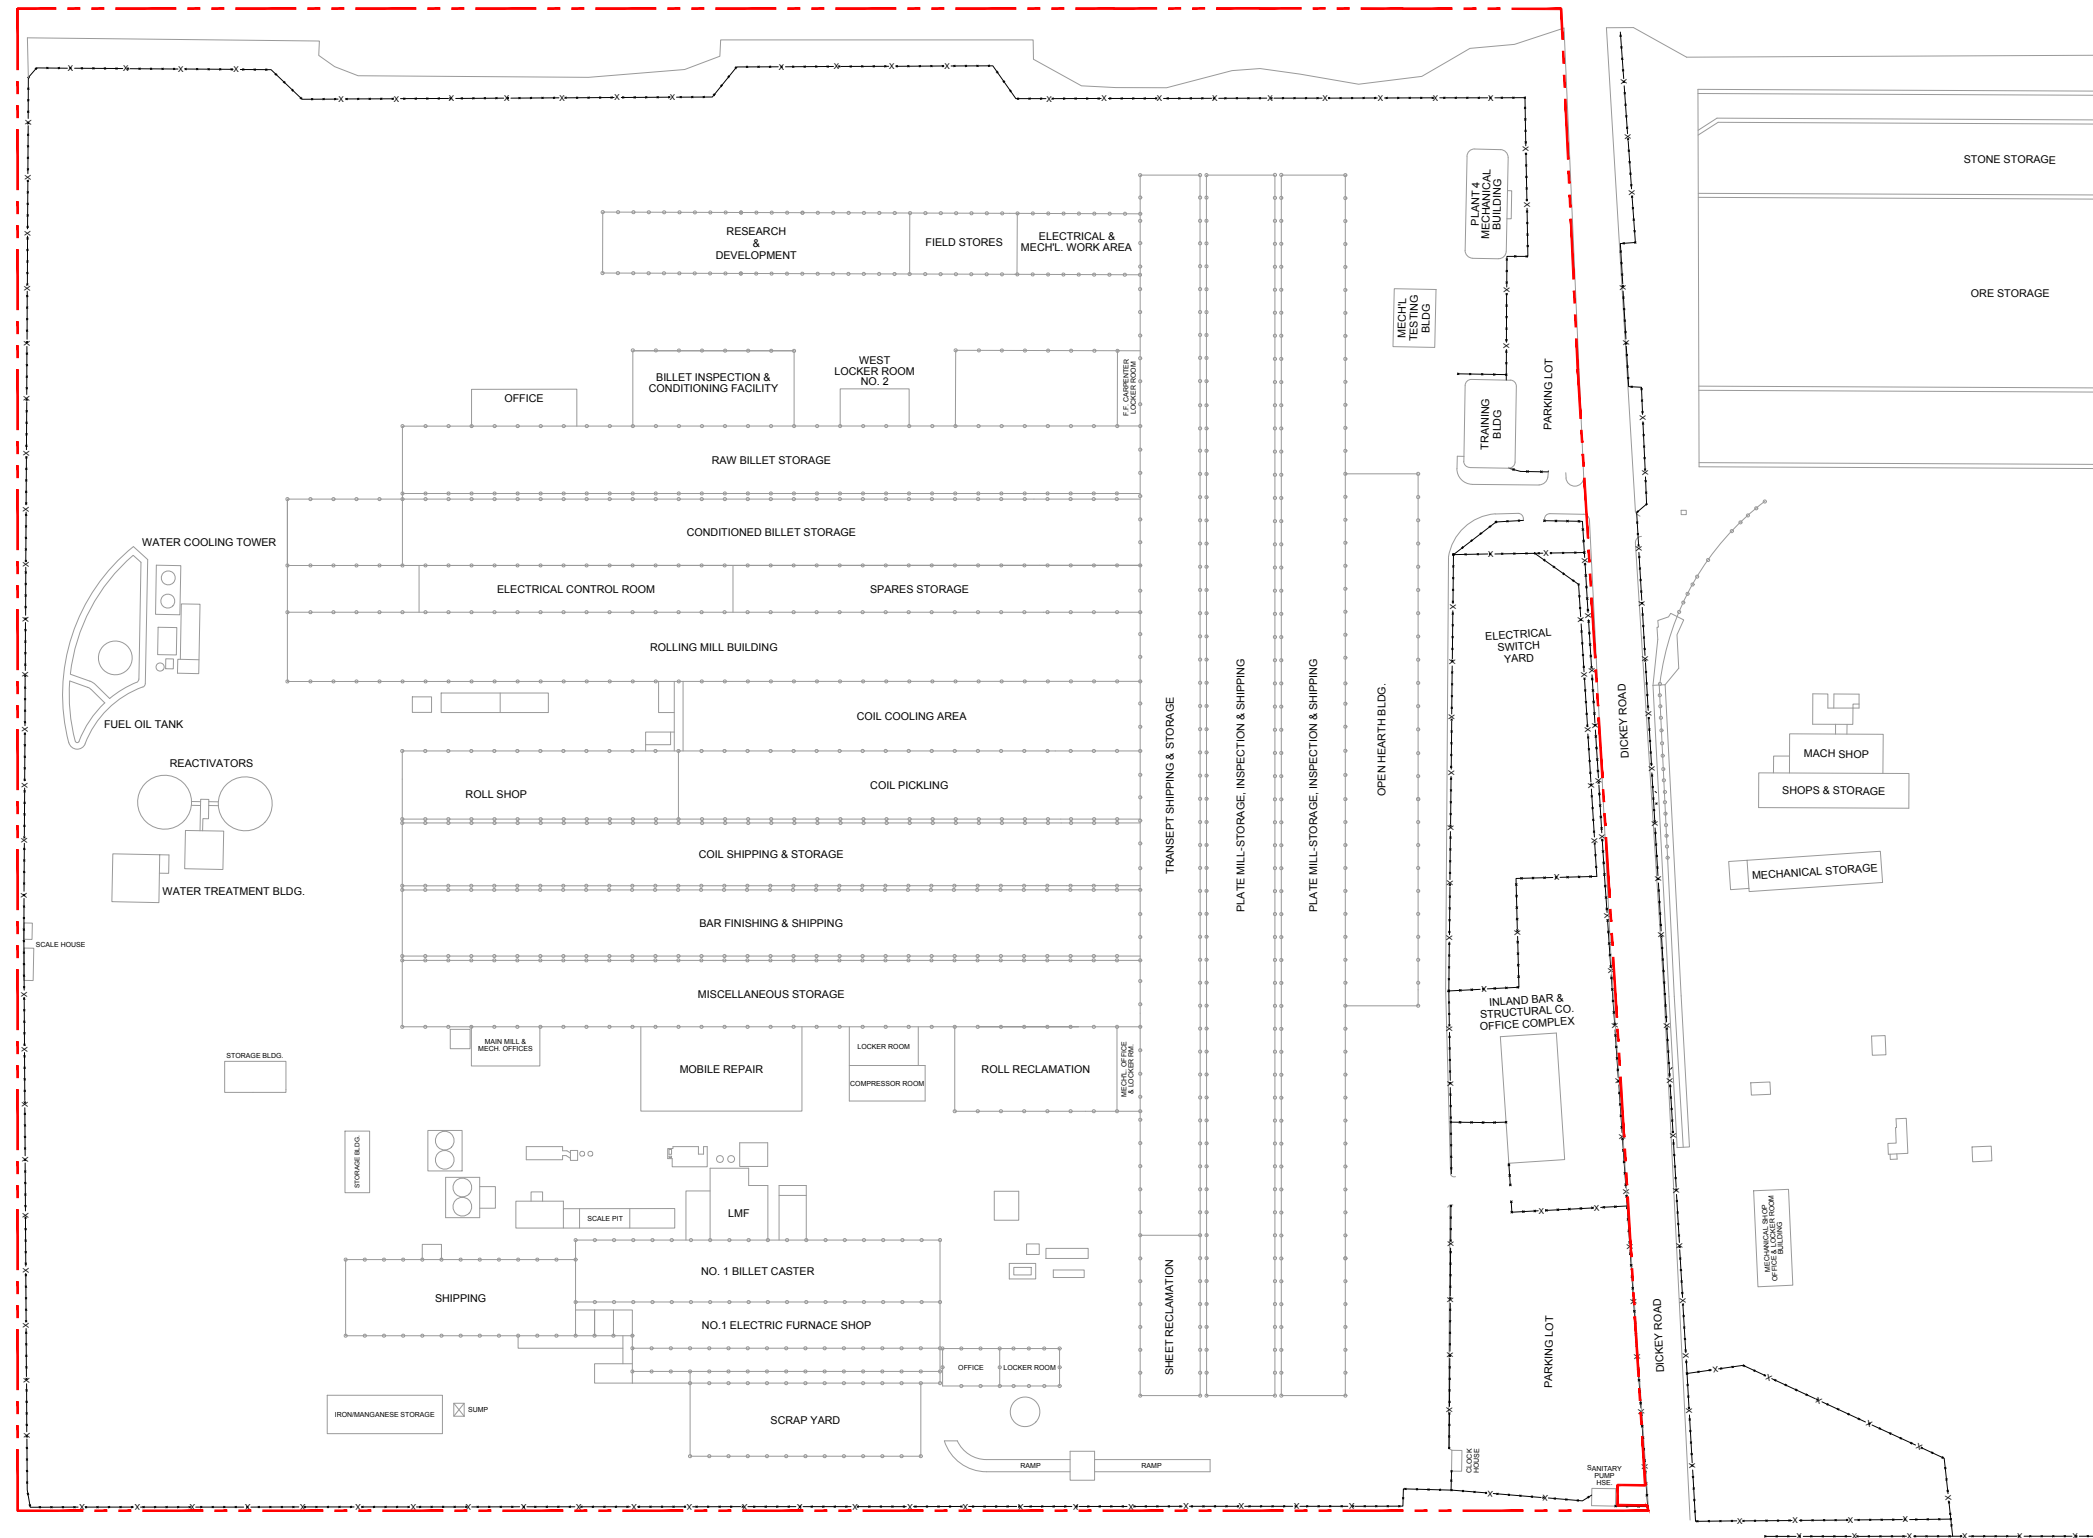 STONE STORAGE
PLANT 4
MECHANICAL
BUILDING
RESEARCH
&
DEVELOPMENT
FIELD STORES
ELECTRICAL &
MECH'L. WORK AREA
ORE STORAGE
MECH'L
TESTING
BLDG
PARKING LOT
WEST
LOCKER ROOM
NO. 2
BILLET INSPECTION &
CONDITIONING FACILITY
F.F. CARPENTER
LOCKER ROOM
OFFICE
TRAINING
BLDG
RAW BILLET STORAGE
CONDITIONED BILLET STORAGE
WATER COOLING TOWER
ELECTRICAL CONTROL ROOM
SPARES STORAGE
ROLLING MILL BUILDING
ELECTRICAL
SWITCH
YARD
FUEL OIL TANK
COIL COOLING AREA
TRANSEPT SHIPPING & STORAGE
PLATE MILL-STORAGE, INSPECTION & SHIPPING
PLATE MILL-STORAGE, INSPECTION & SHIPPING
OPEN HEARTH BLDG.
DICKEY ROAD
MACH SHOP
SHOPS & STORAGE
REACTIVATORS
ROLL SHOP
COIL PICKLING
COIL SHIPPING & STORAGE
MECHANICAL STORAGE
WATER TREATMENT BLDG.
BAR FINISHING & SHIPPING
SCALE HOUSE
MISCELLANEOUS STORAGE
INLAND BAR &
STRUCTURAL CO.
OFFICE COMPLEX
MAIN MILL &
MECH. OFFICES
LOCKER ROOM
STORAGE BLDG.
MOBILE REPAIR
COMPRESSOR ROOM
ROLL RECLAMATION
MECH'L. OFFICE
& LOCKER RM.
STORAGE BLDG.
LMF
SCALE PIT
MECHANICAL SHOP
OFFICE & LOCKER ROOM
BUILDING
NO. 1 BILLET CASTER
SHIPPING
NO.1 ELECTRIC FURNACE SHOP
SHEET RECLAMATION
PARKING LOT
DICKEY ROAD
OFFICE
LOCKER ROOM
IRON/MANGANESE STORAGE
SUMP
SCRAP YARD
RAMP
RAMP
CLOCK
HOUSE
SANITARY
PUMP
HSE.